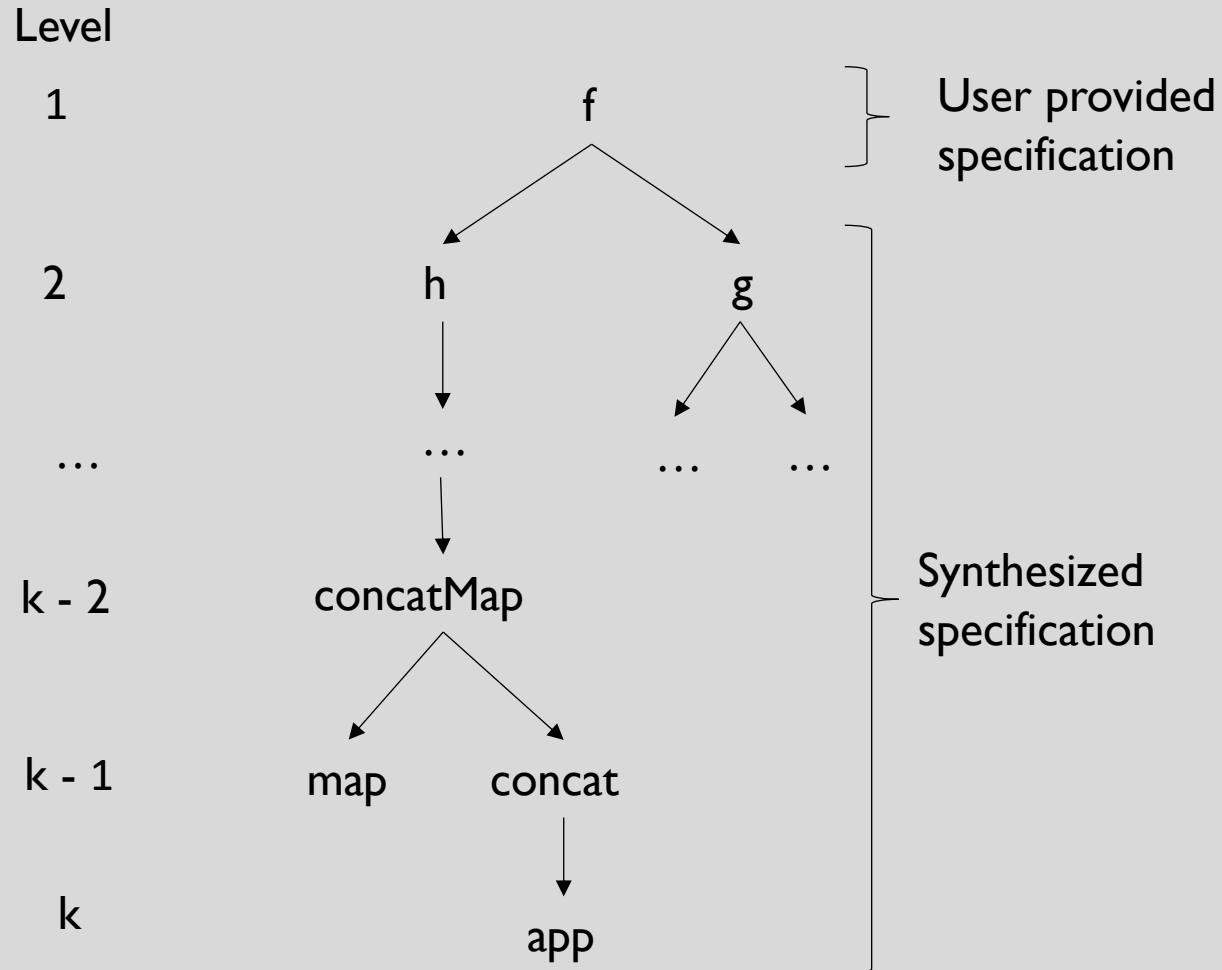 Level
1
f
User provided
specification
2
h
g
…
…
…
…
k - 2
concatMap
Synthesized
specification
k - 1
map
concat
k
app